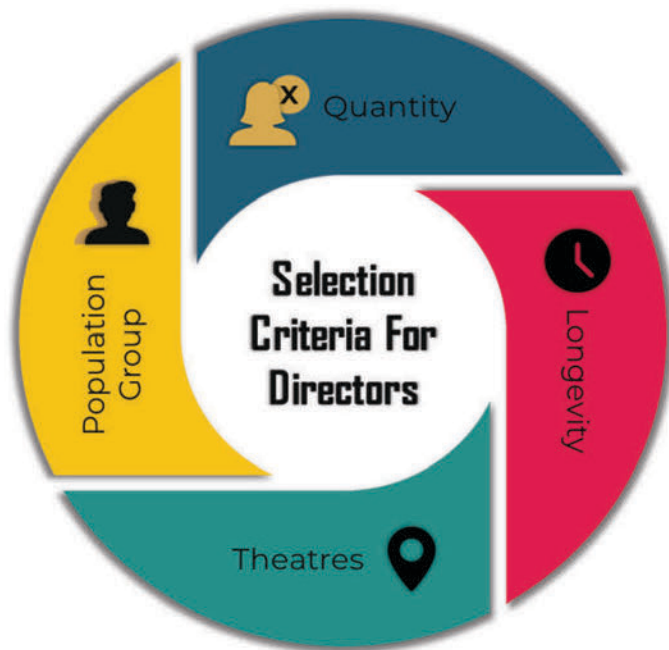 Quantity
X
Longevity
Theatres
Population
Group
Selection
Criteria For
Directors